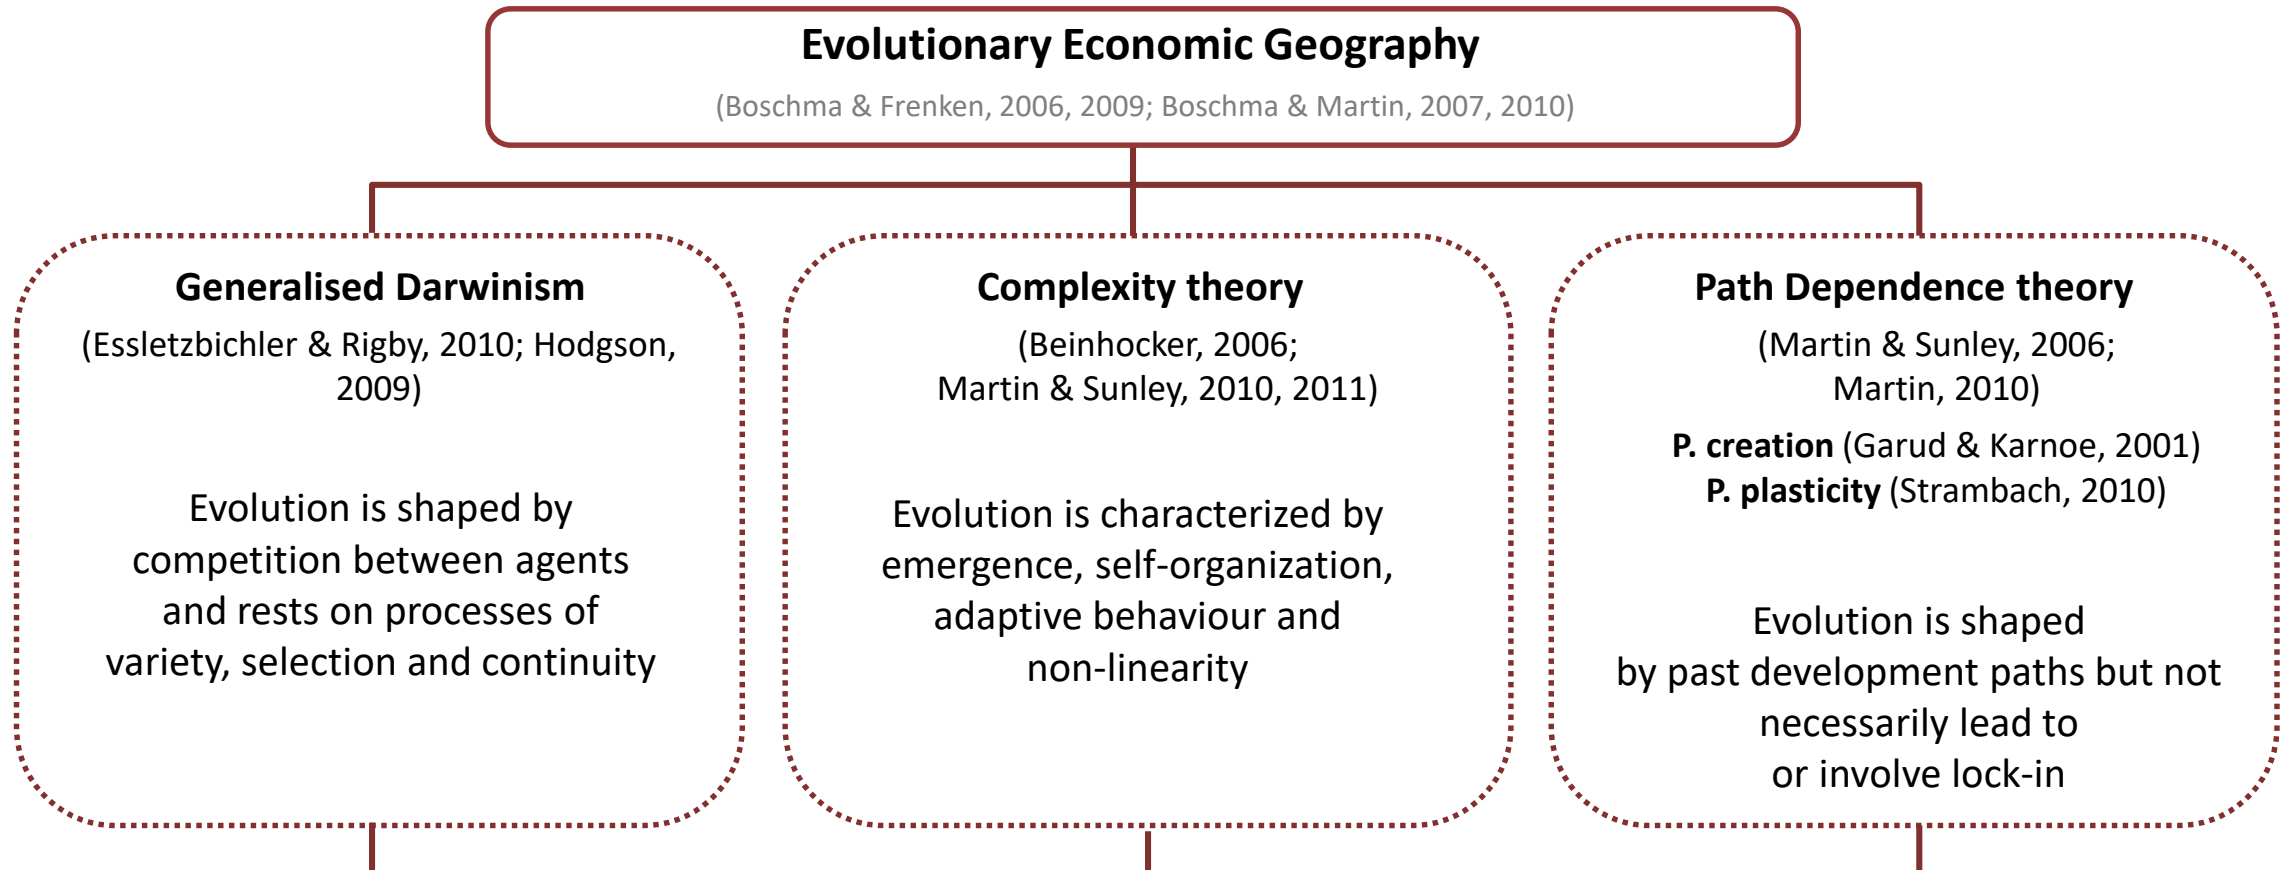 Evolutionary Economic Geography
(Boschma & Frenken, 2006, 2009; Boschma & Martin, 2007, 2010)
Generalised Darwinism
(Essletzbichler & Rigby, 2010; Hodgson,
2009)
Evolution is shaped by
competition between agents
and rests on processes of
variety, selection and continuity
Complexity theory
(Beinhocker, 2006;
Martin & Sunley, 2010, 2011)
Evolution is characterized by
emergence, self-organization,
adaptive behaviour and
non-linearity
Path Dependence theory
(Martin & Sunley, 2006;
Martin, 2010)
P. creation (Garud & Karnoe, 2001)
P. plasticity (Strambach, 2010)
Evolution is shaped
by past development paths but not
necessarily lead to
or involve lock-in